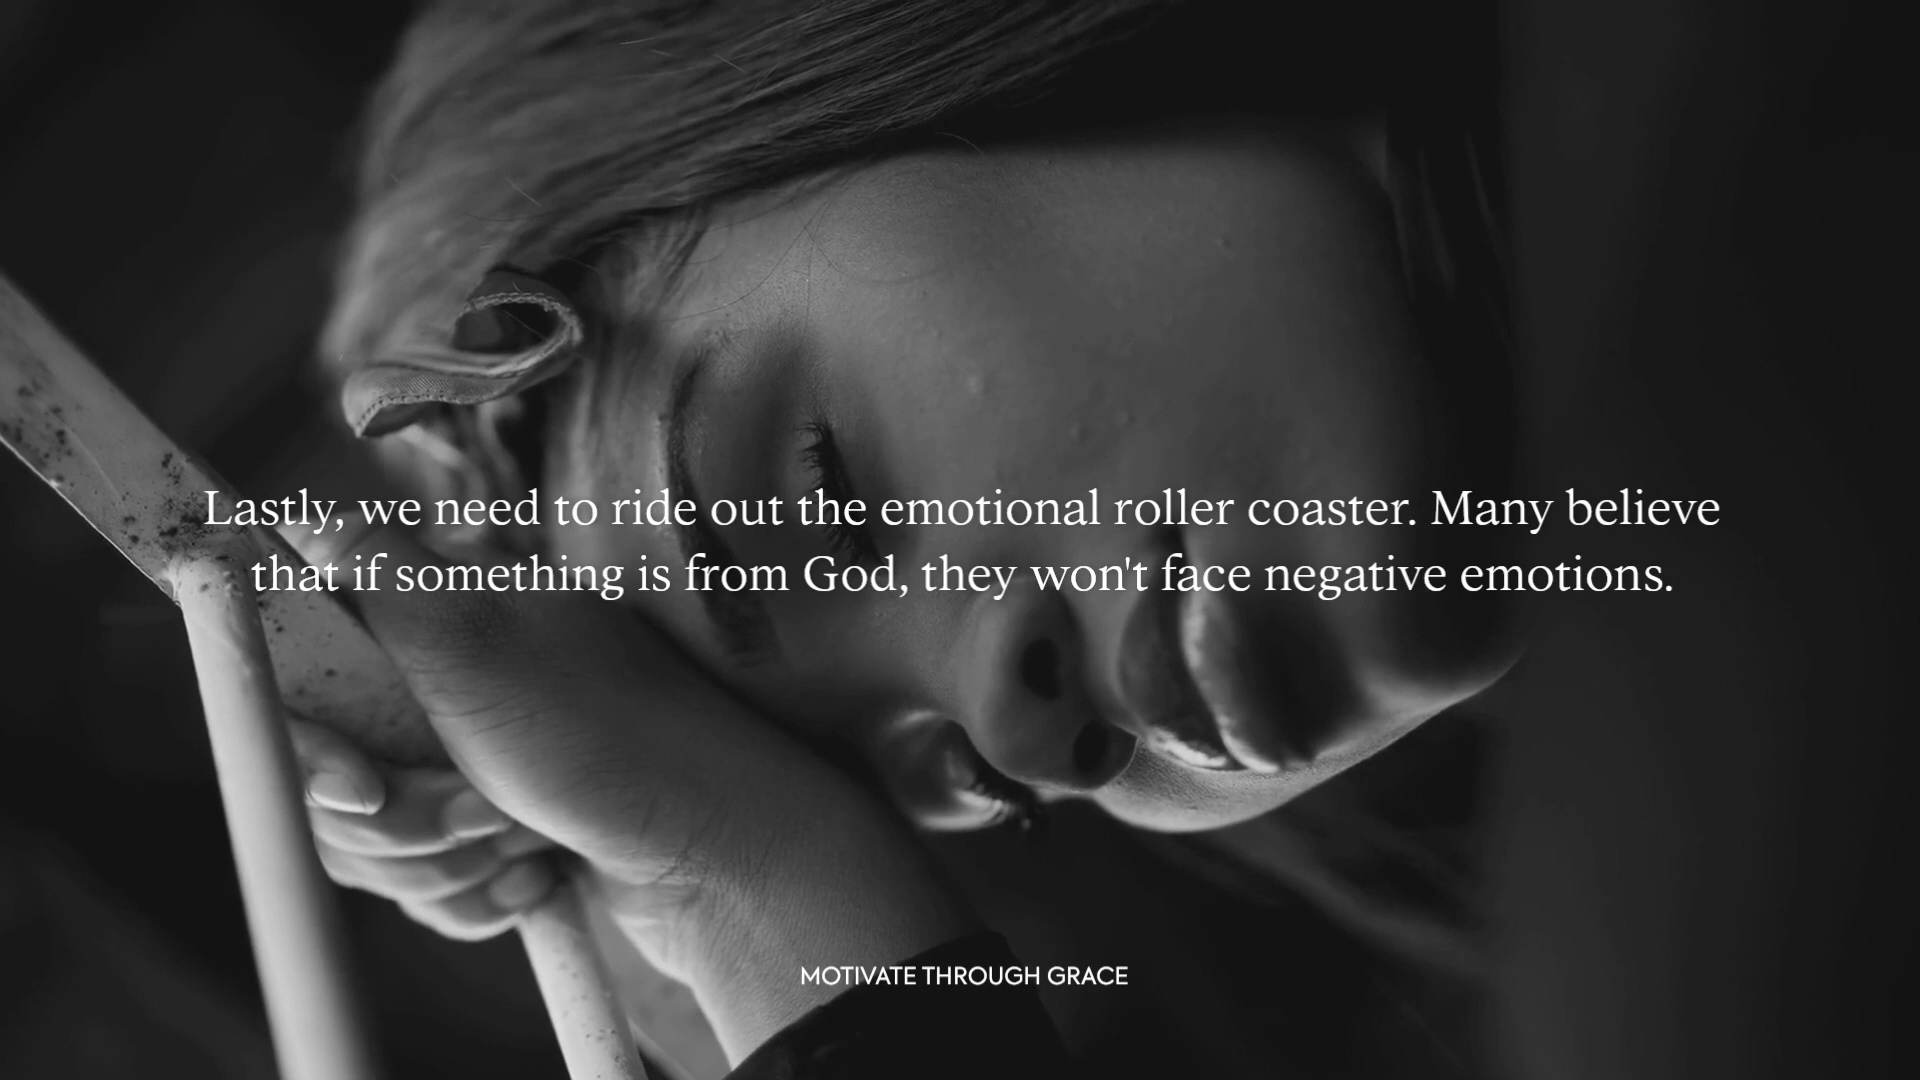 Lastly, we need to ride out the emotional roller coaster. Many believe
that if something is from God, they won't face negative emotions.
MOTIVATE THROUGH GRACE